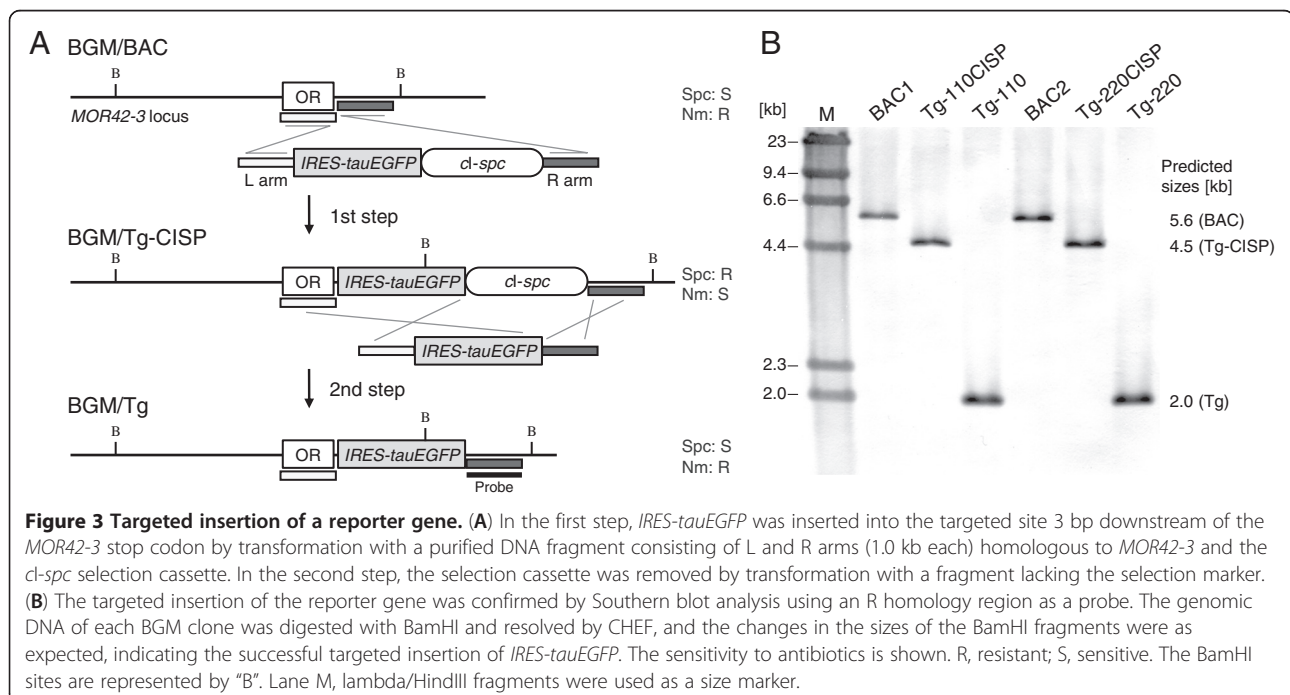 A
BGM/BAC
B
B
OR
MOR42-3 locus
Spc: S
Nm: R
IRES-tauEGFP
cI-spc
L arm
R arm
1st step
BGM/Tg-CISP
B
B
B
OR
IRES-tauEGFP
cI-spc
Spc: R
Nm: S
IRES-tauEGFP
2nd step
BGM/Tg
B
B
B
OR
IRES-tauEGFP
Probe
Spc: S
Nm: R
B
[kb]
M
BAC1
Tg-110CISP
Tg-110
BAC2
Tg-220CISP
Tg-220
23
9.4
6.6
4.4
2.3
2.0
Predicted
sizes [kb]
5.6 (BAC)
4.5 (Tg-CISP)
2.0 (Tg)
Figure 3 Targeted insertion of a reporter gene. (A) In the first step, IRES-tauEGFP was inserted into the targeted site 3 bp downstream of the
MOR42-3 stop codon by transformation with a purified DNA fragment consisting of L and R arms (1.0 kb each) homologous to MOR42-3 and the
cI-spc selection cassette. In the second step, the selection cassette was removed by transformation with a fragment lacking the selection marker.
(B) The targeted insertion of the reporter gene was confirmed by Southern blot analysis using an R homology region as a probe. The genomic
DNA of each BGM clone was digested with BamHI and resolved by CHEF, and the changes in the sizes of the BamHI fragments were as
expected, indicating the successful targeted insertion of IRES-tauEGFP. The sensitivity to antibiotics is shown. R, resistant; S, sensitive. The BamHI
sites are represented by "B". Lane M, lambda/HindIII fragments were used as a size marker.